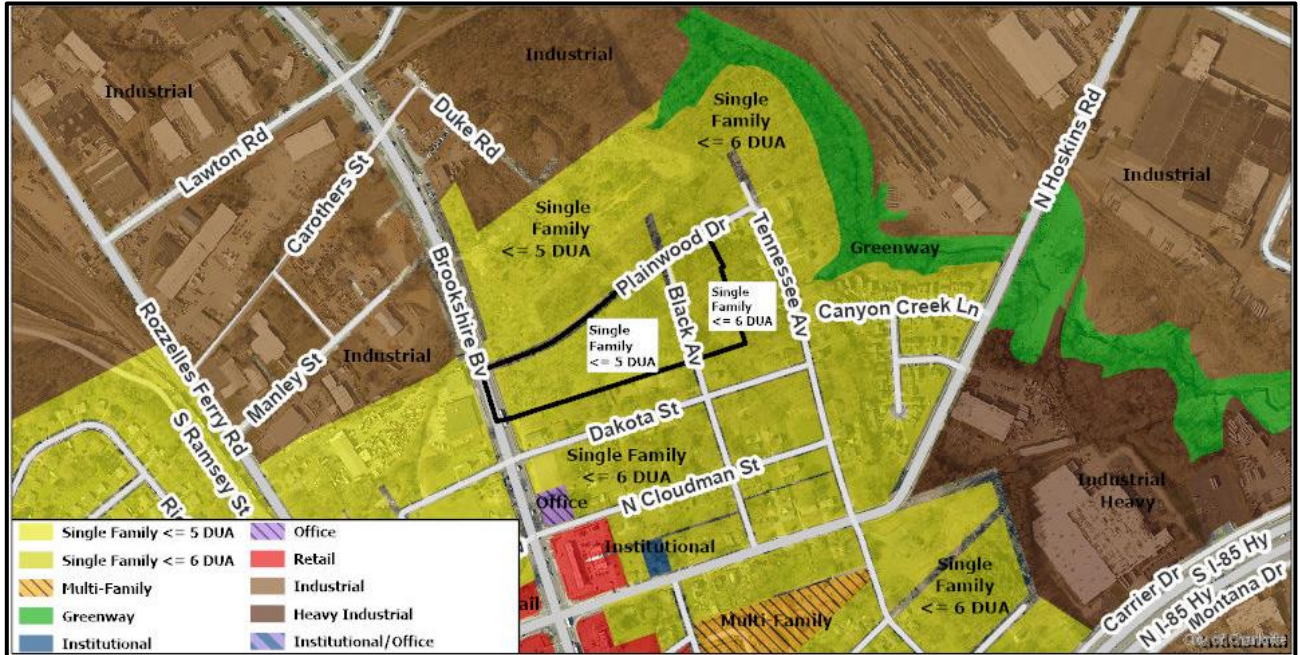 Industrial
Industrial
Lawton Rd
Carothers St
Duke Rd
Single
Family
<= 6 DUA
N Hoskins Rd
Industrial
Single
Family
<= 5 DUA
Plainwood Dr
Tennessee Av
Greenway
Brookshire Bv
Black Av
Single
Family
<= 6 DUA
Canyon Creek Ln
Single
Family
<= 5 DUA
Rozzelles Ferry Rd
Manley St
Industrial
S Ramsey St
Dakota St
Single Family
<= 6 DUA
N Cloudman St
Office
Institutional
Industrial
Heavy
Single
Family
<= 6 DUA
Multi-Family
Carrier Dr
S I-85 Hy
N I-85 Hy
Montana Dr
City of Charlotte
Industrial
Single Family <= 5 DUA
Single Family <= 6 DUA
Multi-Family
Greenway
Institutional
Office
Retail
Industrial
Heavy Industrial
Institutional/Office